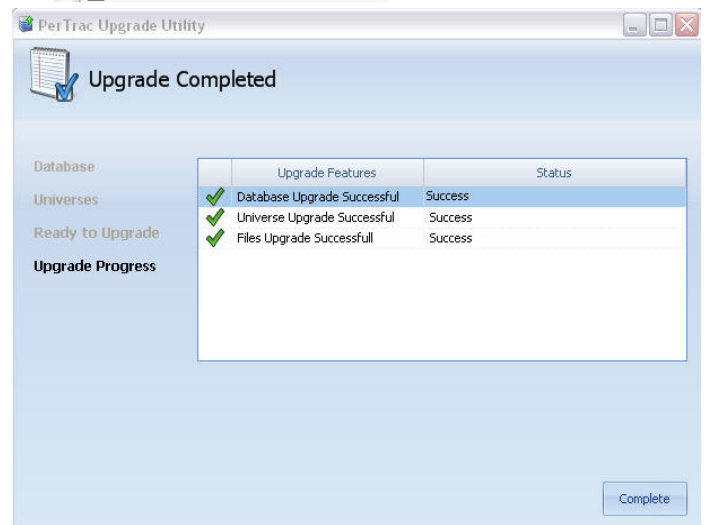 PerTrac Upgrade Utility
Upgrade Completed
Database
Universes
Ready to Upgrade
Upgrade Progress
Upgrade Features Status
Database Upgrade Successful Success
Universe Upgrade Successful Success
Files Upgrade Successfull Success
Complete